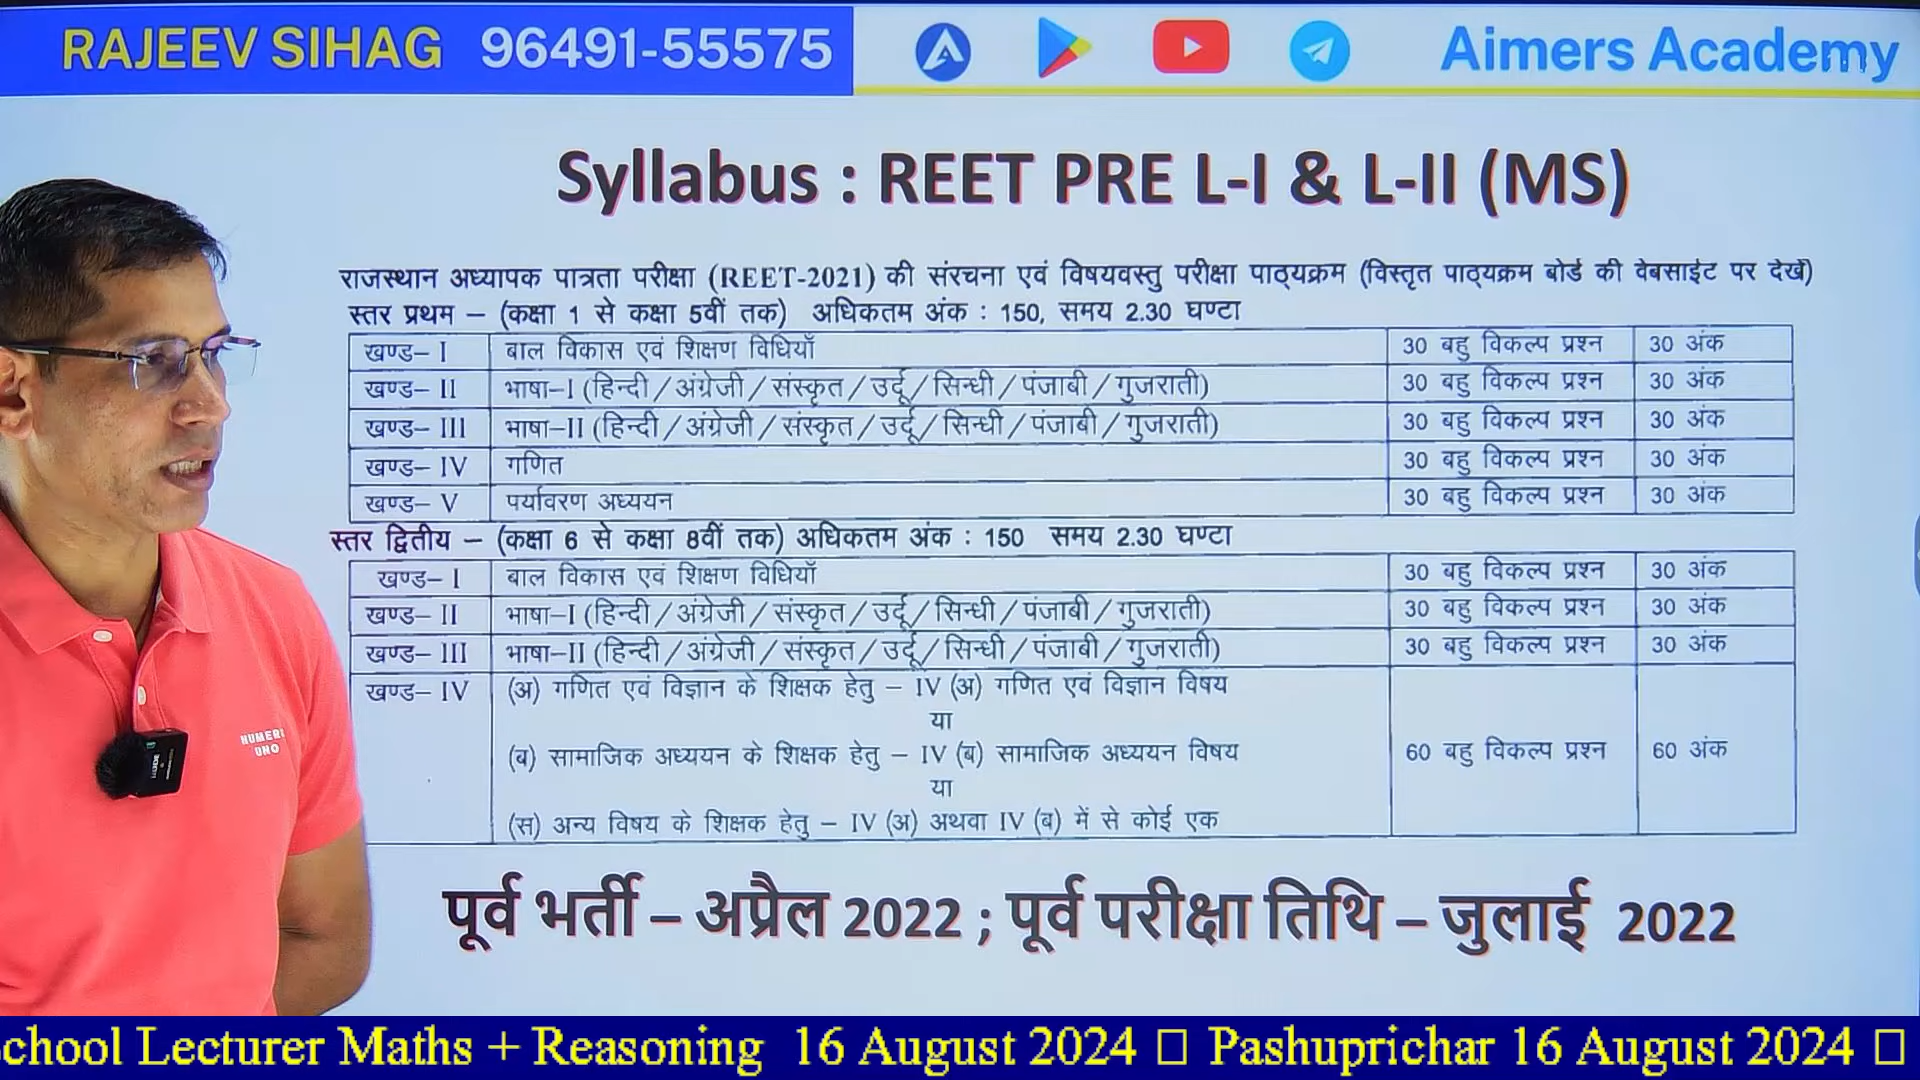 RAJEEV SIHAG 96491-55575 Aimers Academy
Syllabus : REET PRE L-I & L-II (MS)
राजस्थान अध्यापक पात्रता परीक्षा (REET-2021) की संरचना एवं विषयवस्तु परीक्षा पाठ्यक्रम (विस्तृत पाठ्यक्रम बोर्ड की वेबसाईट पर देखें)
स्तर प्रथम – (कक्षा 1 से कक्षा 5वीं तक) अधिकतम अंक : 150, समय 2.30 घण्टा
खण्ड– I बाल विकास एवं शिक्षण विधियाँ 30 बहु विकल्प प्रश्न 30 अंक
खण्ड– II भाषा–I (हिन्दी/अंग्रेजी/संस्कृत/उर्दू/सिन्धी/पंजाबी/गुजराती) 30 बहु विकल्प प्रश्न 30 अंक
खण्ड– III भाषा–II (हिन्दी/अंग्रेजी/संस्कृत/उर्दू/सिन्धी/पंजाबी/गुजराती) 30 बहु विकल्प प्रश्न 30 अंक
खण्ड– IV गणित 30 बहु विकल्प प्रश्न 30 अंक
खण्ड– V पर्यावरण अध्ययन 30 बहु विकल्प प्रश्न 30 अंक
स्तर द्वितीय – (कक्षा 6 से कक्षा 8वीं तक) अधिकतम अंक : 150 समय 2.30 घण्टा
खण्ड– I बाल विकास एवं शिक्षण विधियाँ 30 बहु विकल्प प्रश्न 30 अंक
खण्ड– II भाषा–I (हिन्दी/अंग्रेजी/संस्कृत/उर्दू/सिन्धी/पंजाबी/गुजराती) 30 बहु विकल्प प्रश्न 30 अंक
खण्ड– III भाषा–II (हिन्दी/अंग्रेजी/संस्कृत/उर्दू/सिन्धी/पंजाबी/गुजराती) 30 बहु विकल्प प्रश्न 30 अंक
खण्ड– IV (अ) गणित एवं विज्ञान के शिक्षक हेतु – IV (अ) गणित एवं विज्ञान विषय
या
(ब) सामाजिक अध्ययन के शिक्षक हेतु – IV (ब) सामाजिक अध्ययन विषय 60 बहु विकल्प प्रश्न 60 अंक
या
(स) अन्य विषय के शिक्षक हेतु – IV (अ) अथवा IV (ब) में से कोई एक
NUMERO
UNO
पूर्व भर्ती – अप्रैल 2022 ; पूर्व परीक्षा तिथि – जुलाई 2022
chool Lecturer Maths + Reasoning 16 August 2024 □ Pashuprichar 16 August 2024 □